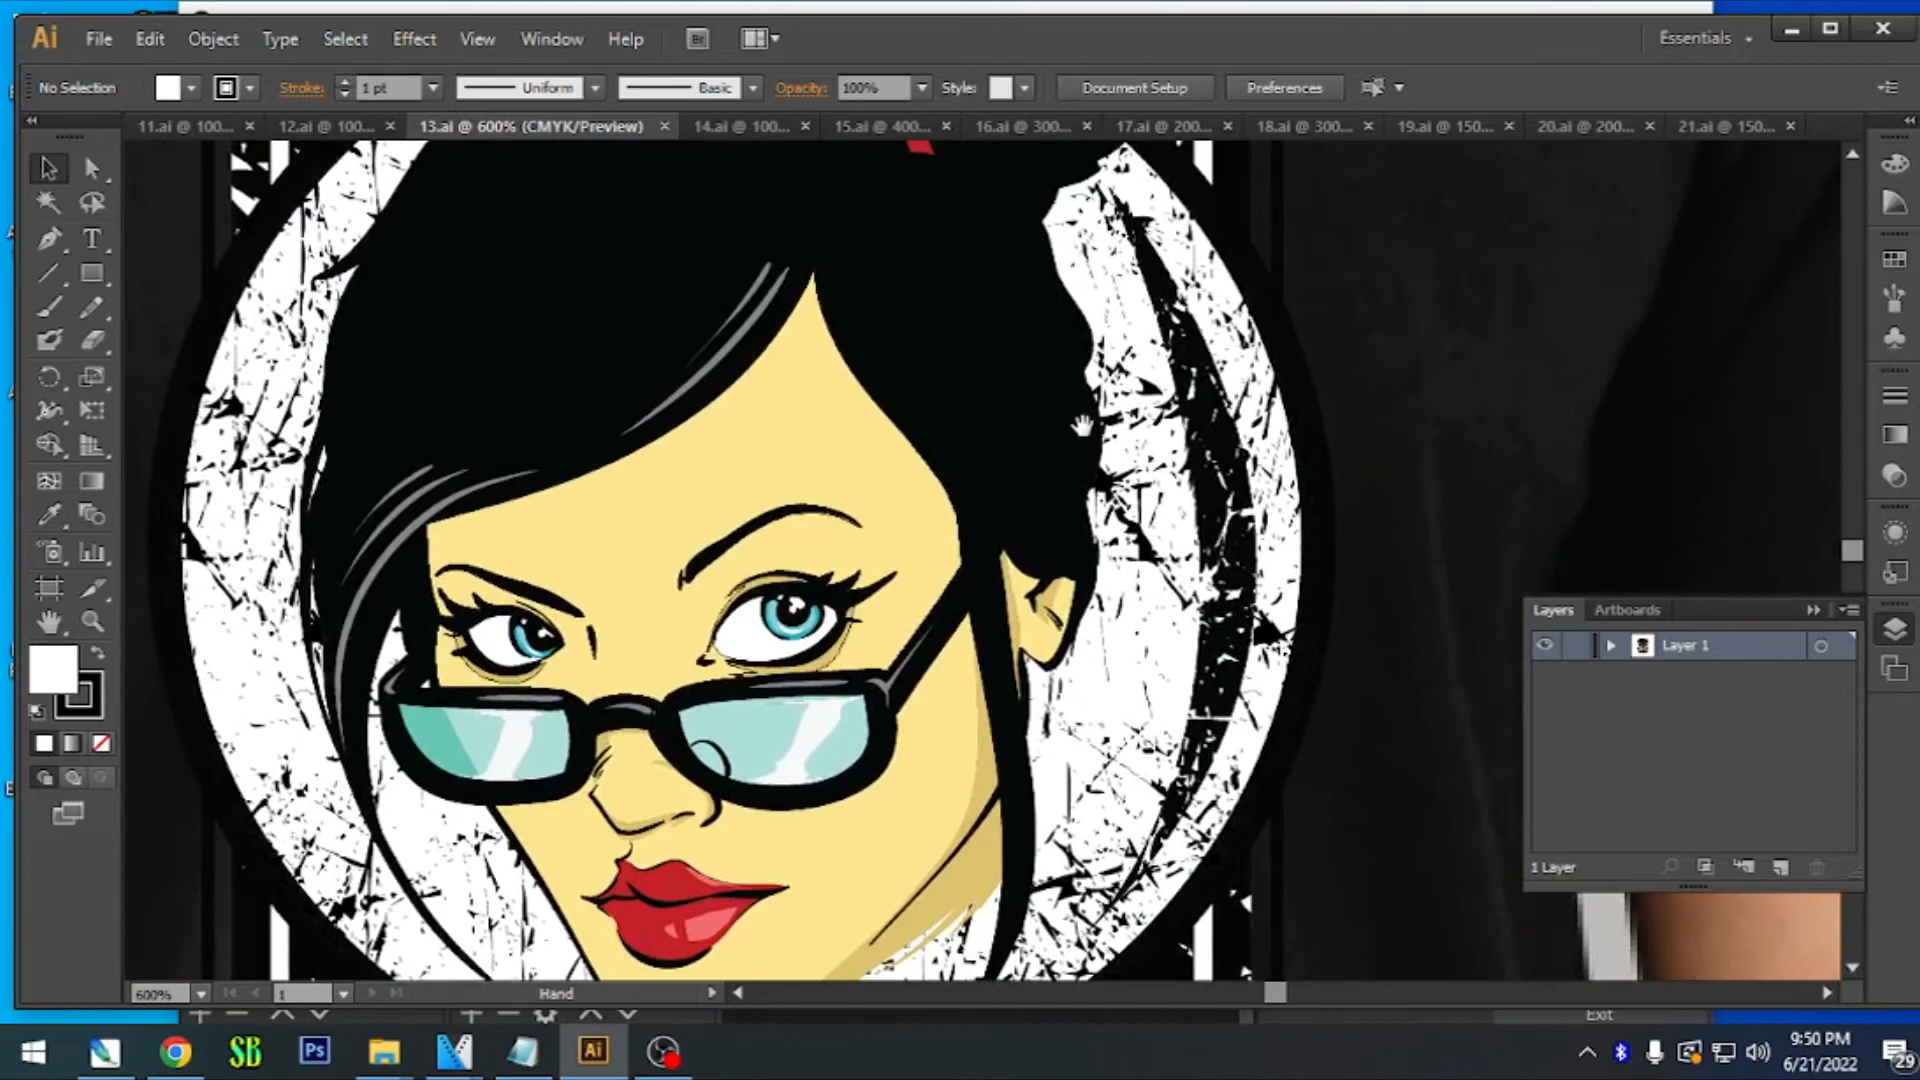 Ai File Edit Object Type Select Effect View Window Help Br Essentials
No Selection Stroke: 1 pt Uniform Basic Opacity: 100% Style: Document Setup Preferences
11.ai @ 100... 12.ai @ 100... 13.ai @ 600% (CMYK/Preview) 14.ai @ 100... 15.ai @ 400... 16.ai @ 300... 17.ai @ 200... 18.ai @ 300... 19.ai @ 150... 20.ai @ 200... 21.ai @ 150...
Layers Artboards
Layer 1
1 Layer
600% 1 Hand
Exit
SB Ps Ai
9:50 PM
6/21/2022
29